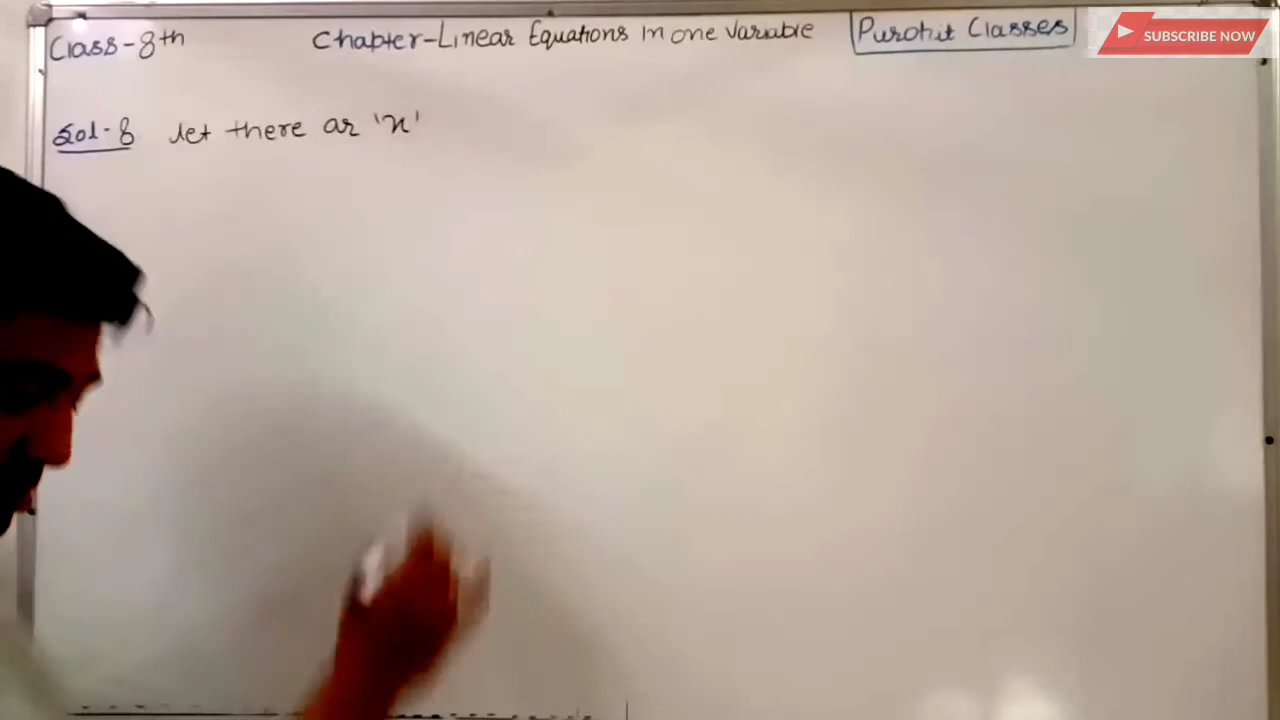 Class-8th Chapter-Linear Equations In one Variable Purohit Classes
SUBSCRIBE NOW
Sol-8 let there ar 'x'